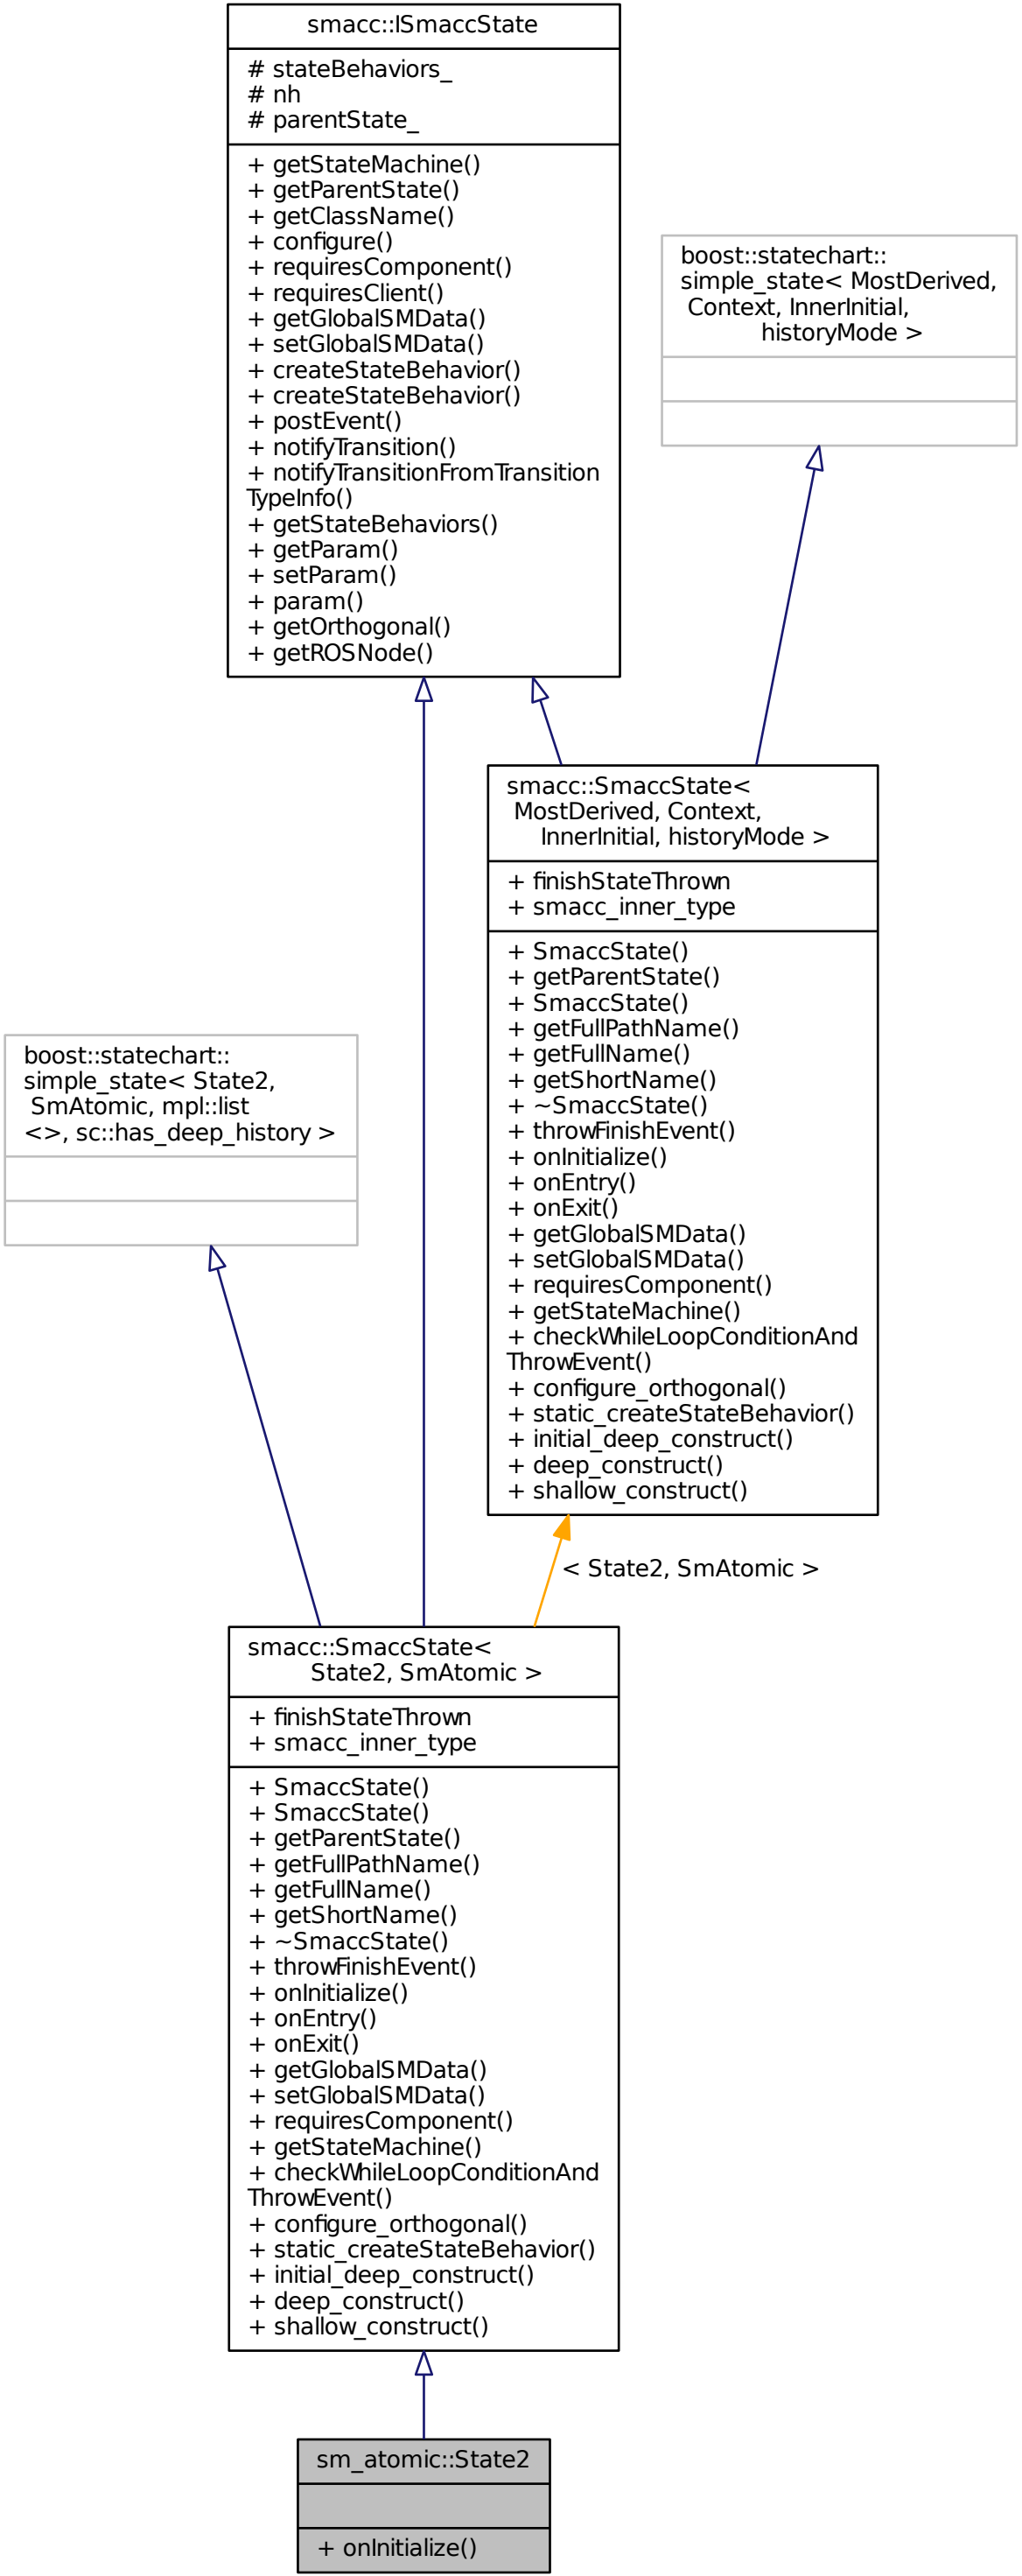 smacc::ISmaccState
# stateBehaviors_
# nh
# parentState_
+ getStateMachine()
+ getParentState()
+ getClassName()
+ configure()
+ requiresComponent()
+ requiresClient()
+ getGlobalSMData()
+ setGlobalSMData()
+ createStateBehavior()
+ createStateBehavior()
+ postEvent()
+ notifyTransition()
+ notifyTransitionFromTransition
TypeInfo()
+ getStateBehaviors()
+ getParam()
+ setParam()
+ param()
+ getOrthogonal()
+ getROSNode()
boost::statechart::
simple_state< MostDerived,
Context, InnerInitial,
historyMode >
smacc::SmaccState<
MostDerived, Context,
InnerInitial, historyMode >
+ finishStateThrown
+ smacc_inner_type
+ SmaccState()
+ getParentState()
+ SmaccState()
+ getFullPathName()
+ getFullName()
+ getShortName()
+ ~SmaccState()
+ throwFinishEvent()
+ onInitialize()
+ onEntry()
+ onExit()
+ getGlobalSMData()
+ setGlobalSMData()
+ requiresComponent()
+ getStateMachine()
+ checkWhileLoopConditionAnd
ThrowEvent()
+ configure_orthogonal()
+ static_createStateBehavior()
+ initial_deep_construct()
+ deep_construct()
+ shallow_construct()
boost::statechart::
simple_state< State2,
SmAtomic, mpl::list
<>, sc::has_deep_history >
< State2, SmAtomic >
smacc::SmaccState<
State2, SmAtomic >
+ finishStateThrown
+ smacc_inner_type
+ SmaccState()
+ SmaccState()
+ getParentState()
+ getFullPathName()
+ getFullName()
+ getShortName()
+ ~SmaccState()
+ throwFinishEvent()
+ onInitialize()
+ onEntry()
+ onExit()
+ getGlobalSMData()
+ setGlobalSMData()
+ requiresComponent()
+ getStateMachine()
+ checkWhileLoopConditionAnd
ThrowEvent()
+ configure_orthogonal()
+ static_createStateBehavior()
+ initial_deep_construct()
+ deep_construct()
+ shallow_construct()
sm_atomic::State2
+ onInitialize()